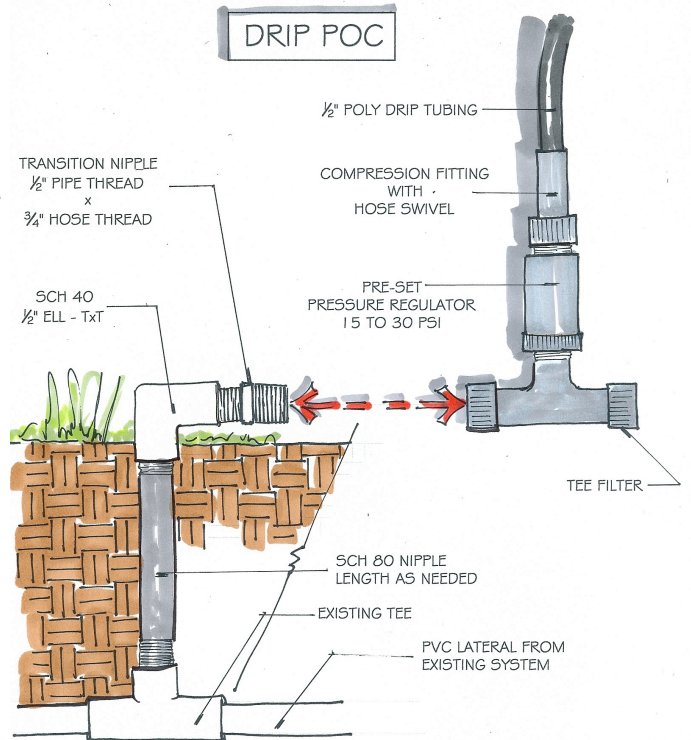 DRIP POC
½" POLY DRIP TUBING
TRANSITION NIPPLE
½" PIPE THREAD
x
¾" HOSE THREAD
COMPRESSION FITTING
WITH
HOSE SWIVEL
PRE-SET
PRESSURE REGULATOR
15 TO 30 PSI
SCH 40
½" ELL - TxT
TEE FILTER
SCH 80 NIPPLE
LENGTH AS NEEDED
EXISTING TEE
PVC LATERAL FROM
EXISTING SYSTEM